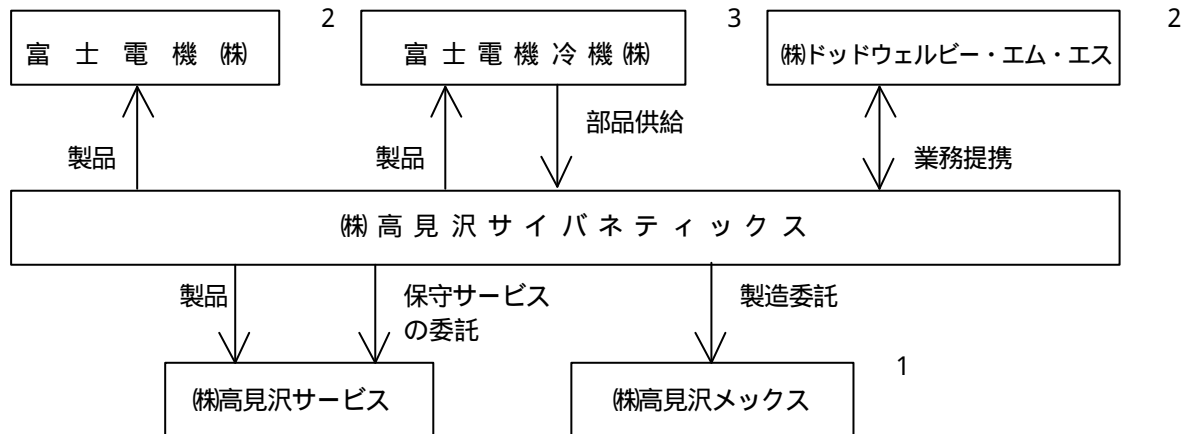 2
3
2
富士電機㈱
富士電機冷機㈱
㈱ドッドウェルビー・エム・エス
部品供給
製品
製品
業務提携
㈱高見沢サイバネティックス
製品
保守サービス
の委託
製造委託
1
㈱高見沢サービス
㈱高見沢メックス